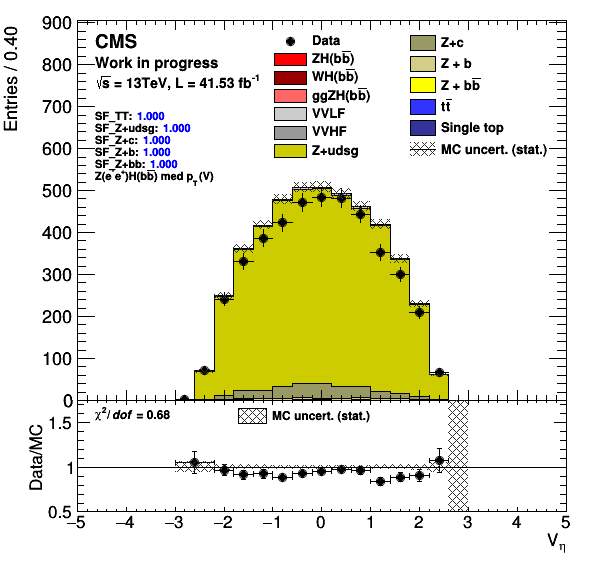 CMS
Work in progress
√s = 13TeV, L = 41.53 fb⁻¹
SF_TT: 1.000
SF_Z+udsg: 1.000
SF_Z+c: 1.000
SF_Z+b: 1.000
SF_Z+bb: 1.000
Z(e⁻e⁺)H(bb̅) med p_T(V)
Data
ZH(bb̅)
WH(bb̅)
ggZH(bb̅)
VVLF
VVHF
Z+udsg
Z+c
Z + b
Z + bb̅
tt̅
Single top
MC uncert. (stat.)
Entries / 0.40
900
800
700
600
500
400
300
200
100
0
χ²/dof = 0.68
MC uncert. (stat.)
Data/MC
1.5
1
0.5
−5 −4 −3 −2 −1 0 1 2 3 4 5
V_η